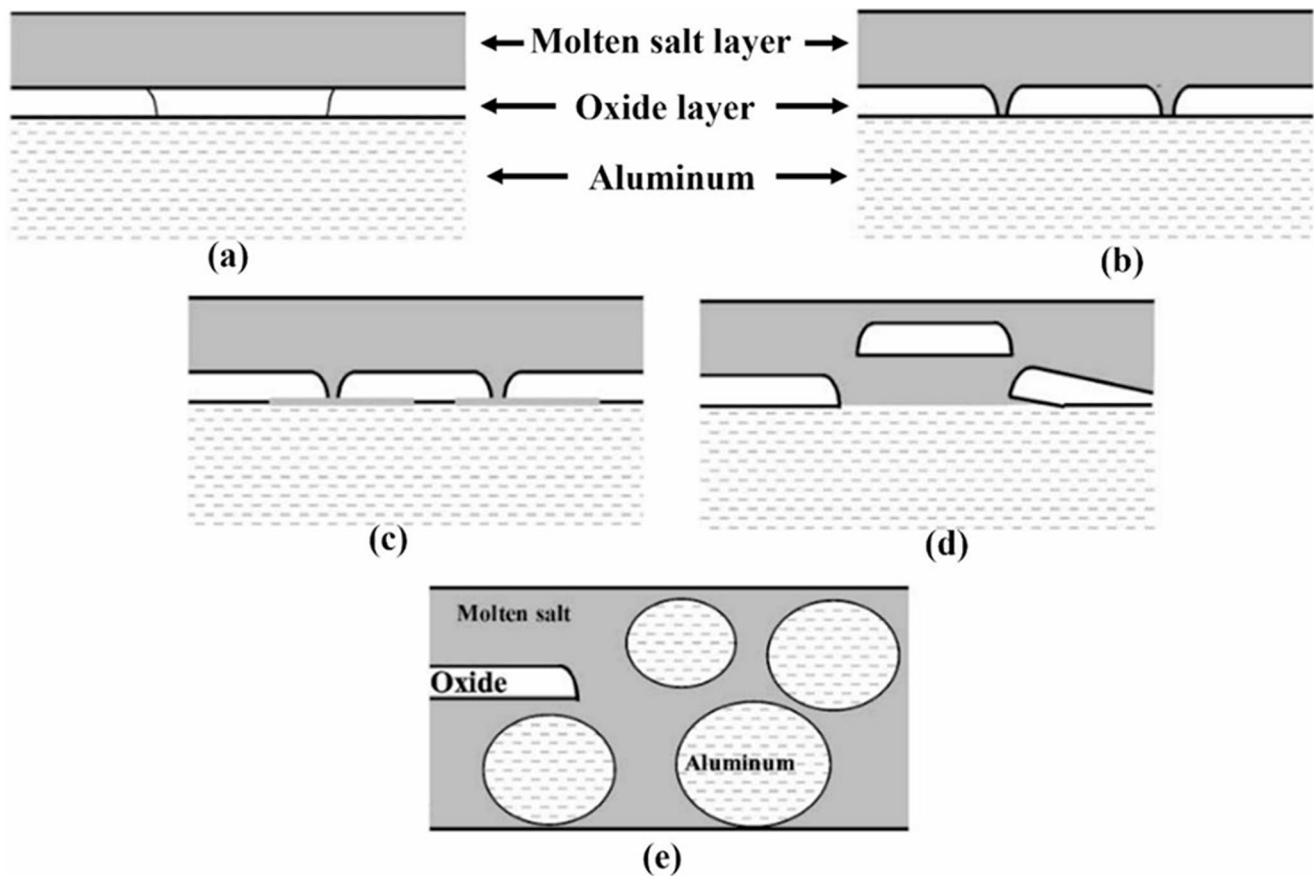 Molten salt layer
Oxide layer
Aluminum
(a)
(b)
(c)
(d)
Molten salt
Oxide
Aluminum
(e)